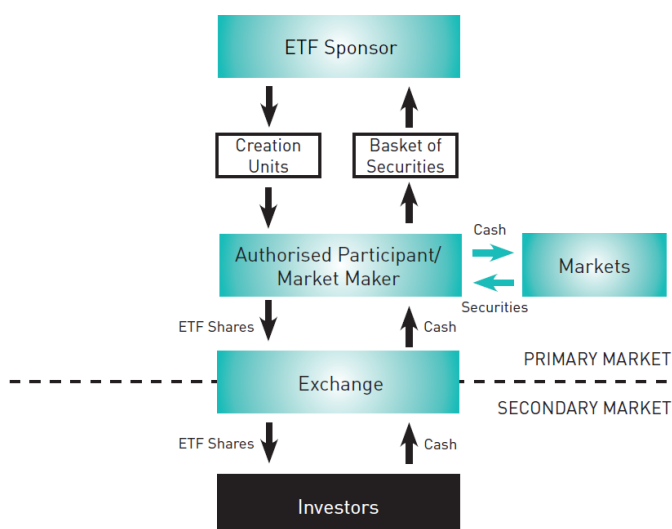 ETF Sponsor
Creation
Units
Basket of
Securities
Authorised Participant/
Market Maker
Cash
Markets
Securities
ETF Shares
Cash
PRIMARY MARKET
Exchange
SECONDARY MARKET
ETF Shares
Cash
Investors